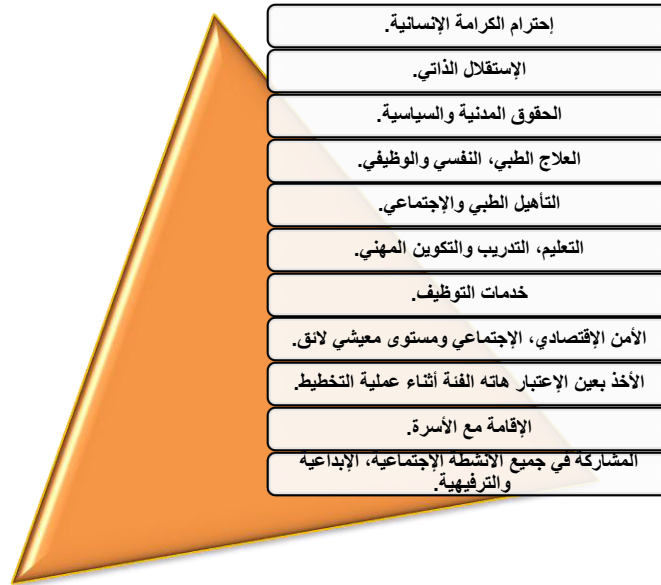 إحترام الكرامة الإنسانية.
الإستقلال الذاتي.
الحقوق المدنية والسياسية.
العلاج الطبي، النفسي والوظيفي.
التأهيل الطبي والإجتماعي.
التعليم، التدريب والتكوين المهني.
خدمات التوظيف.
الأمن الإقتصادي، الإجتماعي ومستوى معيشي لائق.
الأخذ بعين الإعتبار هاته الفئة أثناء عملية التخطيط.
الإقامة مع الأسرة.
المشاركة في جميع الأنشطة الإجتماعية، الإبداعية
والترفيهية.